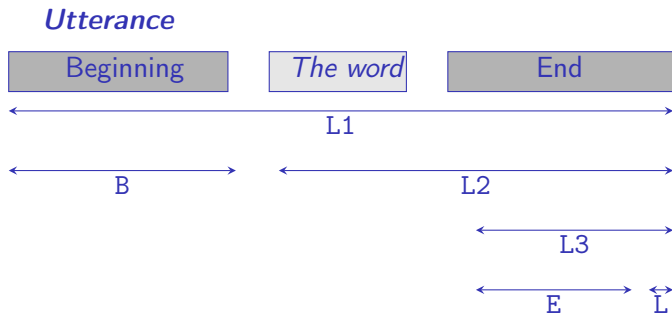 Utterance
Beginning The word End
L1
B L2
L3
E L